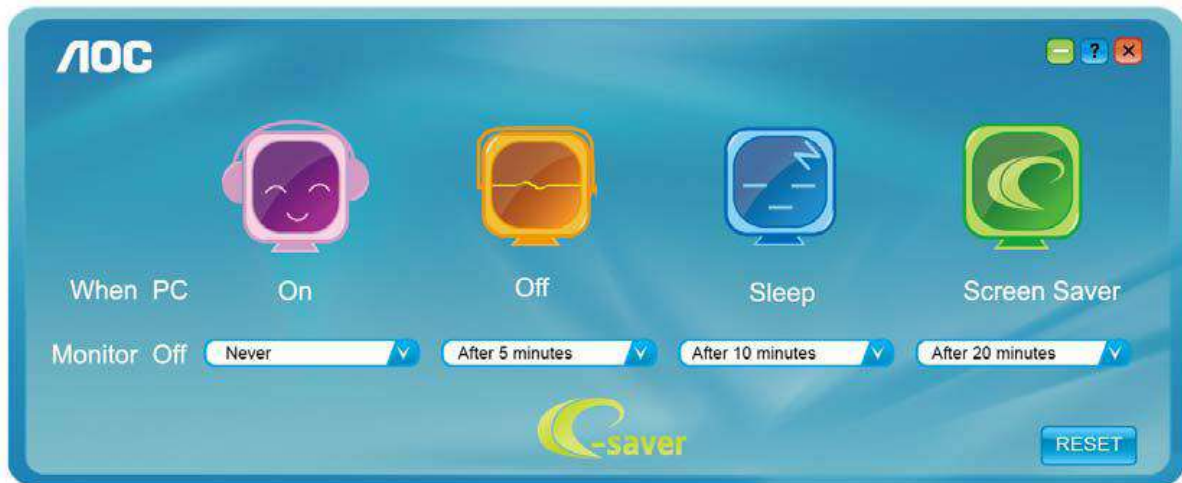 AOC
?
When PC On Off Sleep Screen Saver
Monitor Off Never After 5 minutes After 10 minutes After 20 minutes
e-saver
RESET